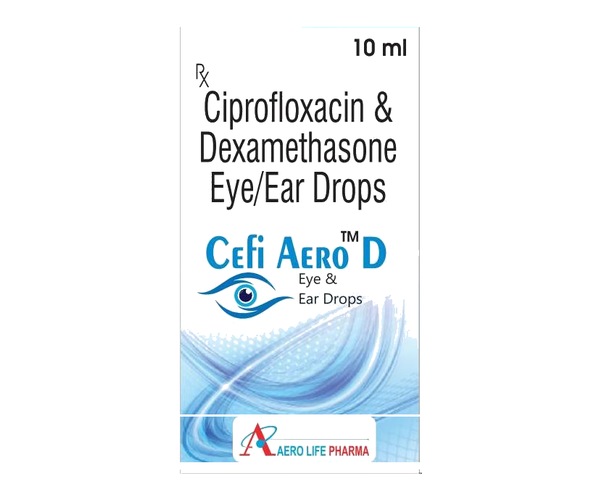 10 ml
Rx
Ciprofloxacin &
Dexamethasone
Eye/Ear Drops
Cefi Aero™ D
Eye &
Ear Drops
AERO LIFE PHARMA